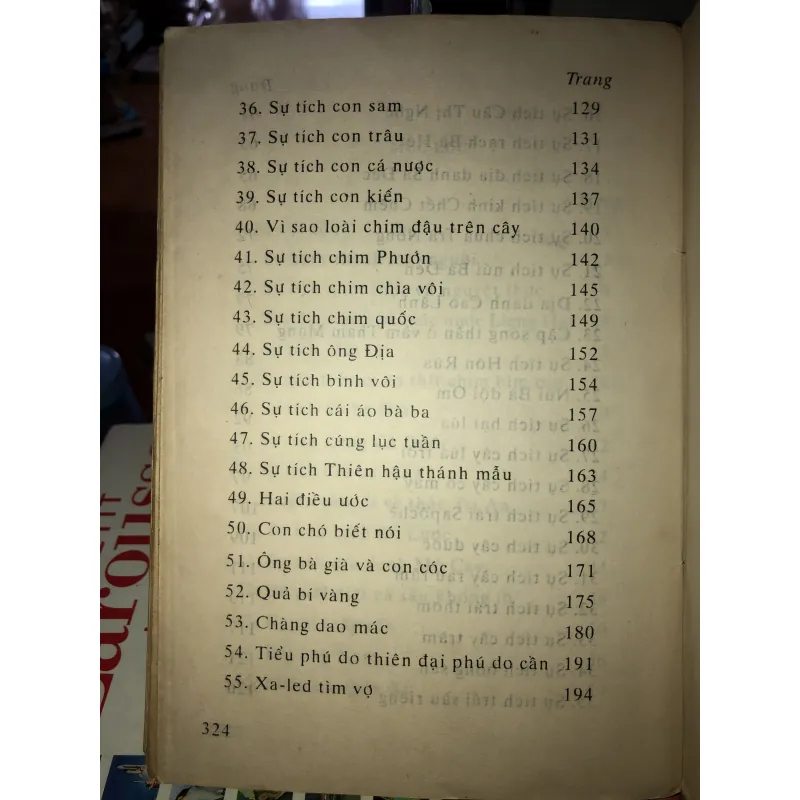 Trang
36. Sự tích con sam 129
37. Sự tích con trâu 131
38. Sự tích con cá nược 134
39. Sự tích con kiến 137
40. Vì sao loài chim đậu trên cây 140
41. Sự tích chim Phướn 142
42. Sự tích chim chìa vôi 145
43. Sự tích chim quốc 149
44. Sự tích ông Địa 152
45. Sự tích bình vôi 154
46. Sự tích cái áo bà ba 157
47. Sự tích cúng lục tuần 160
48. Sự tích Thiên hậu thánh mẫu 163
49. Hai điều ước 165
50. Con chó biết nói 168
51. Ông bà già và con cóc 171
52. Quả bí vàng 175
53. Chàng dao mác 180
54. Tiểu phú do thiên đại phú do cần 191
55. Xa-led tìm vợ 194
324
Larousse